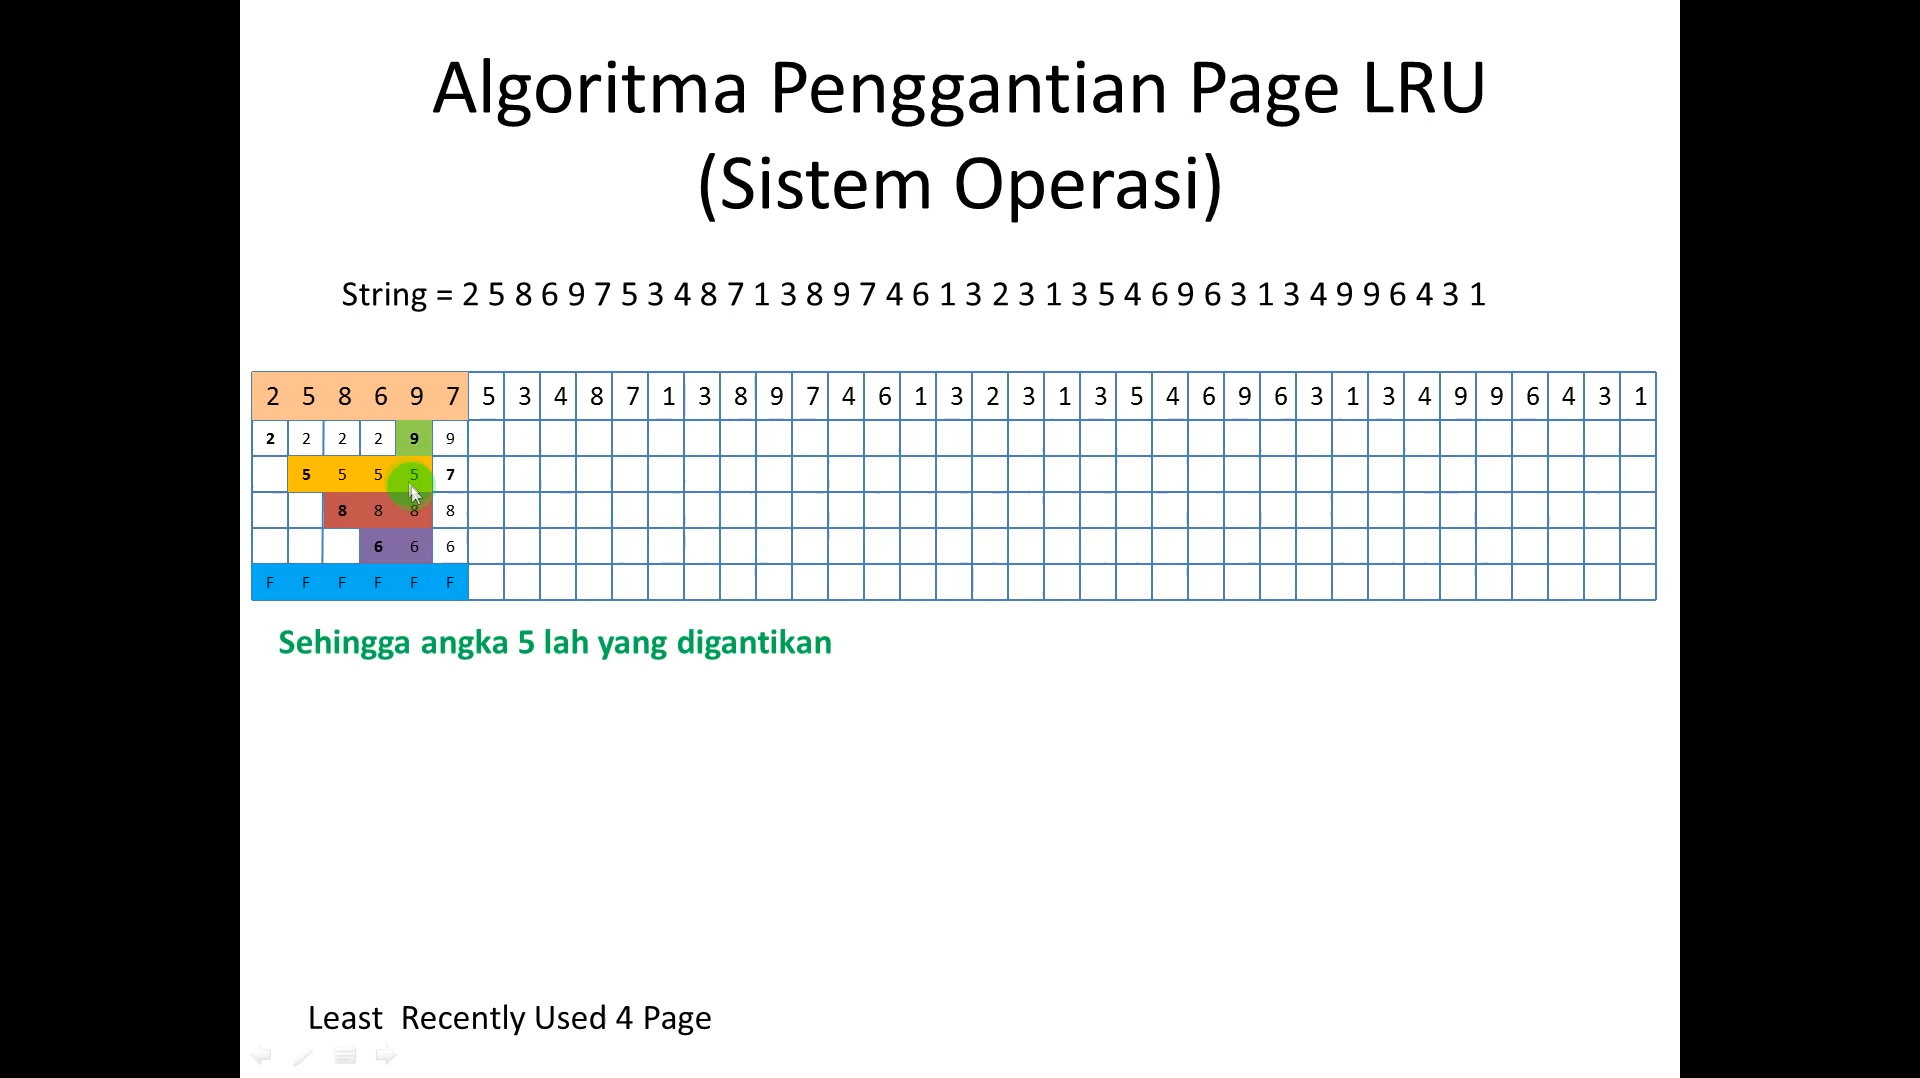 Algoritma Penggantian Page LRU
(Sistem Operasi)
String = 2 5 8 6 9 7 5 3 4 8 7 1 3 8 9 7 4 6 1 3 2 3 1 3 5 4 6 9 6 3 1 3 4 9 9 6 4 3 1
2 5 8 6 9 7 5 3 4 8 7 1 3 8 9 7 4 6 1 3 2 3 1 3 5 4 6 9 6 3 1 3 4 9 9 6 4 3 1
2 2 2 2 9 9
5 5 5 5 7
8 8 8 8
6 6 6
F F F F F F
Sehingga angka 5 lah yang digantikan
Least Recently Used 4 Page